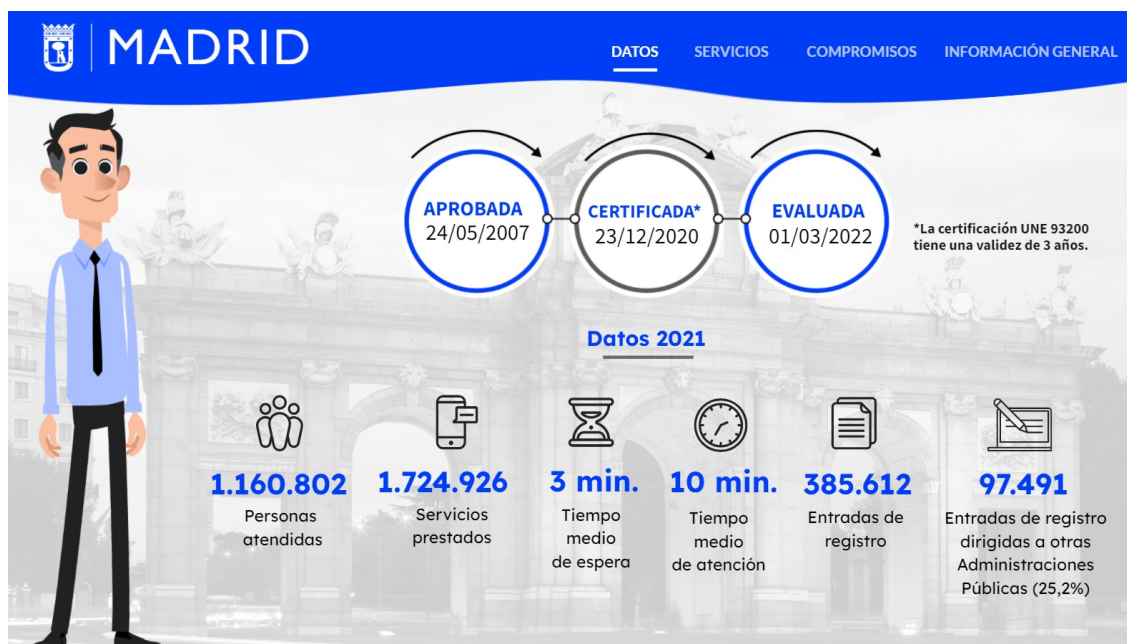 MADRID
DATOS
SERVICIOS
COMPROMISOS
INFORMACIÓN GENERAL
APROBADA
24/05/2007
CERTIFICADA*
23/12/2020
EVALUADA
01/03/2022
*La certificación UNE 93200
tiene una validez de 3 años.
Datos 2021
1.160.802
Personas
atendidas
1.724.926
Servicios
prestados
3 min.
Tiempo
medio
de espera
10 min.
Tiempo
medio
de atención
385.612
Entradas de
registro
97.491
Entradas de registro
dirigidas a otras
Administraciones
Públicas (25,2%)